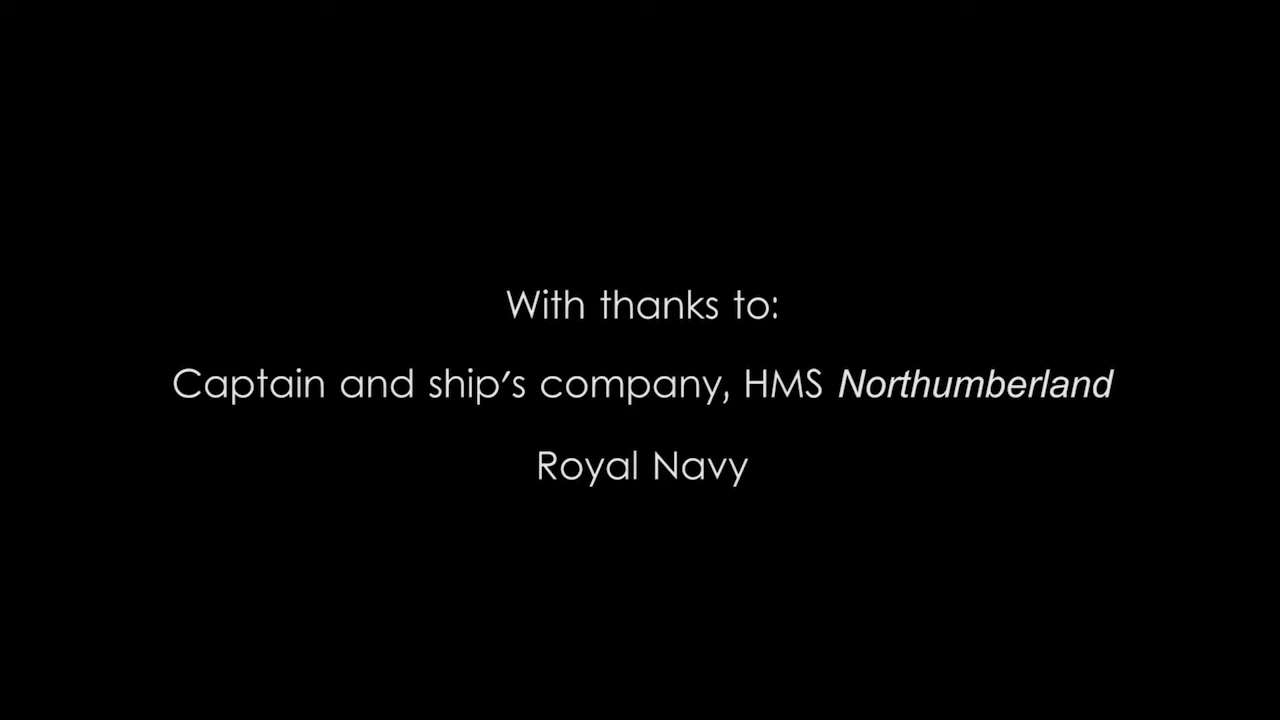 With thanks to:
Captain and ship's company, HMS Northumberland
Royal Navy